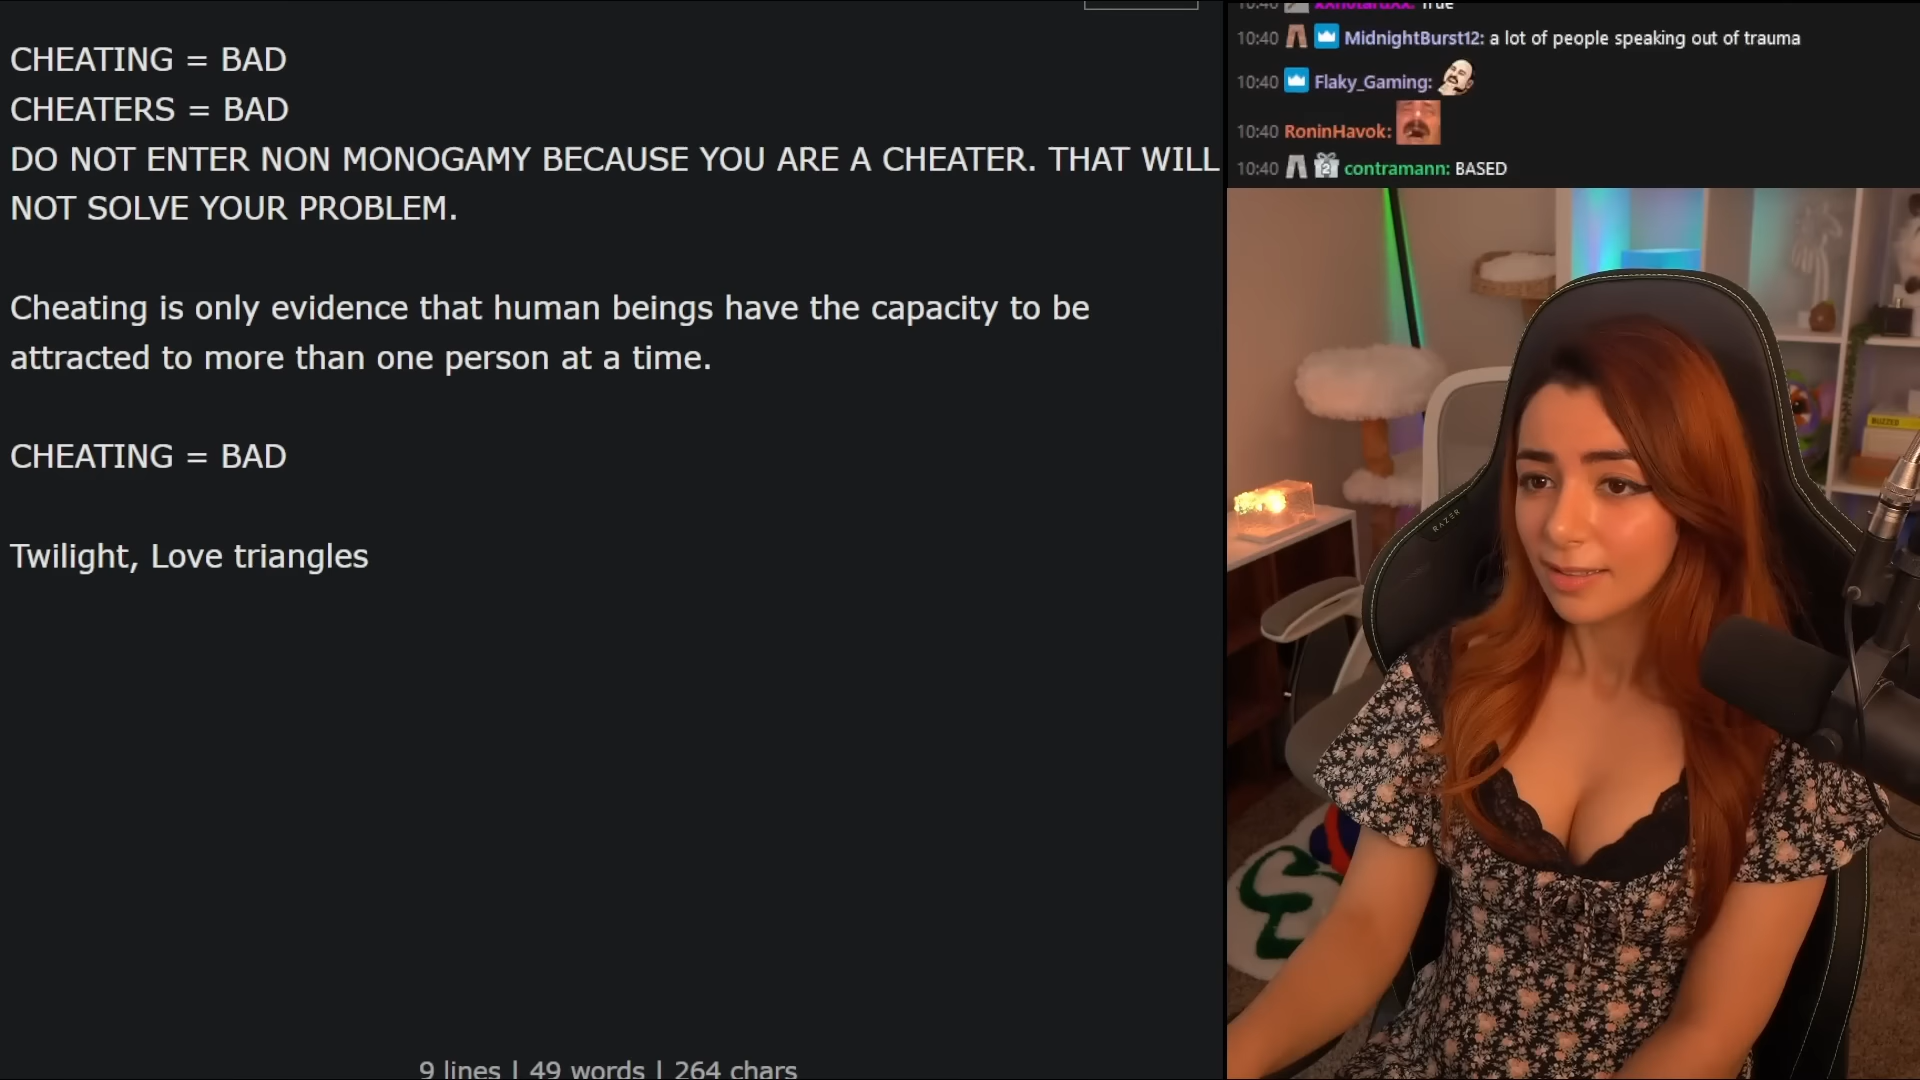 CHEATING = BAD
CHEATERS = BAD
DO NOT ENTER NON MONOGAMY BECAUSE YOU ARE A CHEATER. THAT WILL
NOT SOLVE YOUR PROBLEM.
Cheating is only evidence that human beings have the capacity to be
attracted to more than one person at a time.
CHEATING = BAD
Twilight, Love triangles
9 lines | 49 words | 264 chars
10:40 MidnightBurst12: a lot of people speaking out of trauma
10:40 Flaky_Gaming:
10:40 RoninHavok:
10:40 contramann: BASED
RAZER
BUZZED